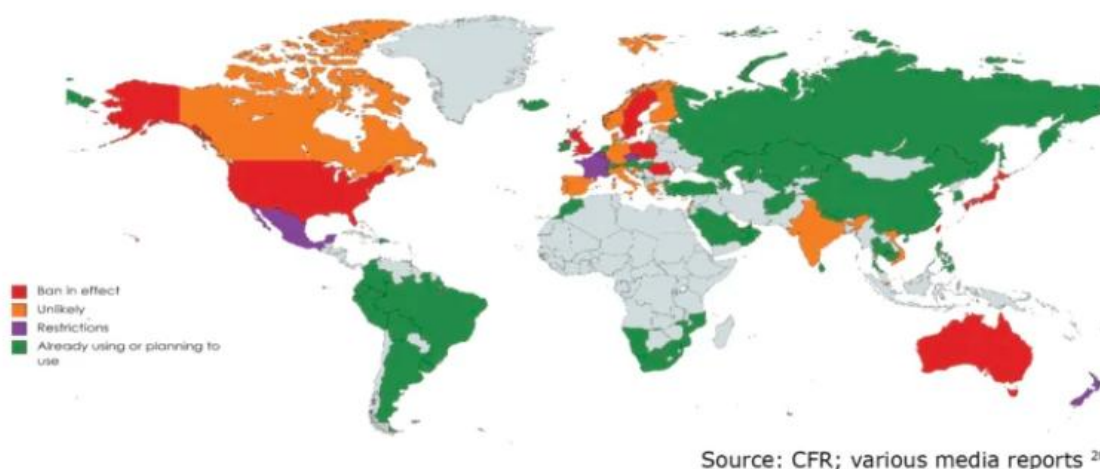 Ban in effect
Unlikely
Restrictions
Already using or planning to
use
Source: CFR; various media reports